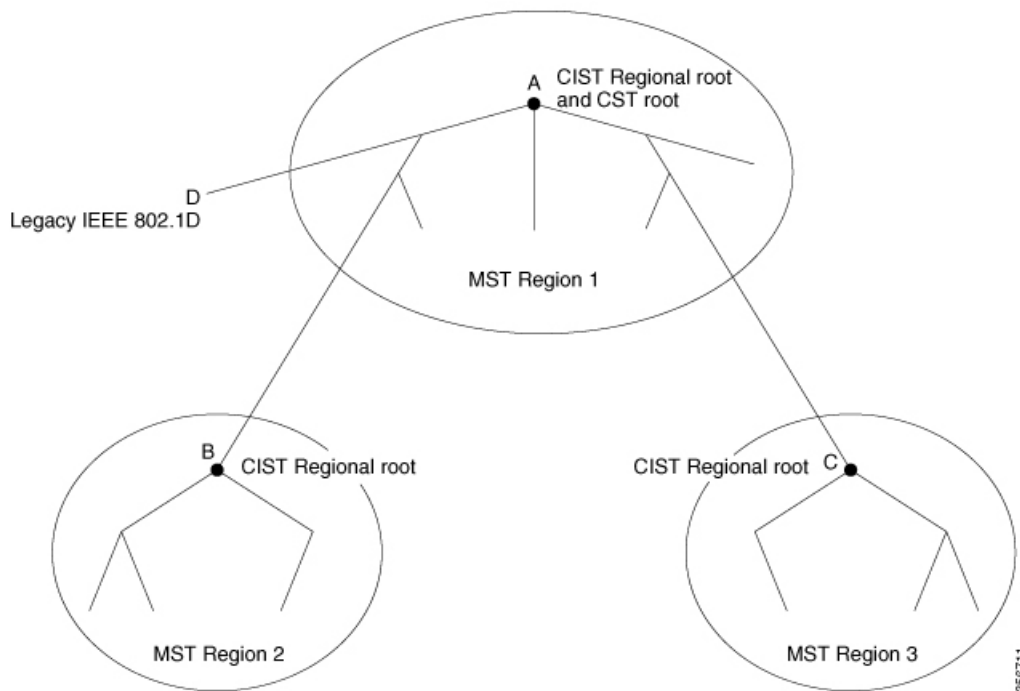 A
CIST Regional root
and CST root
D
Legacy IEEE 802.1D
MST Region 1
B
CIST Regional root
CIST Regional root
C
MST Region 2
MST Region 3